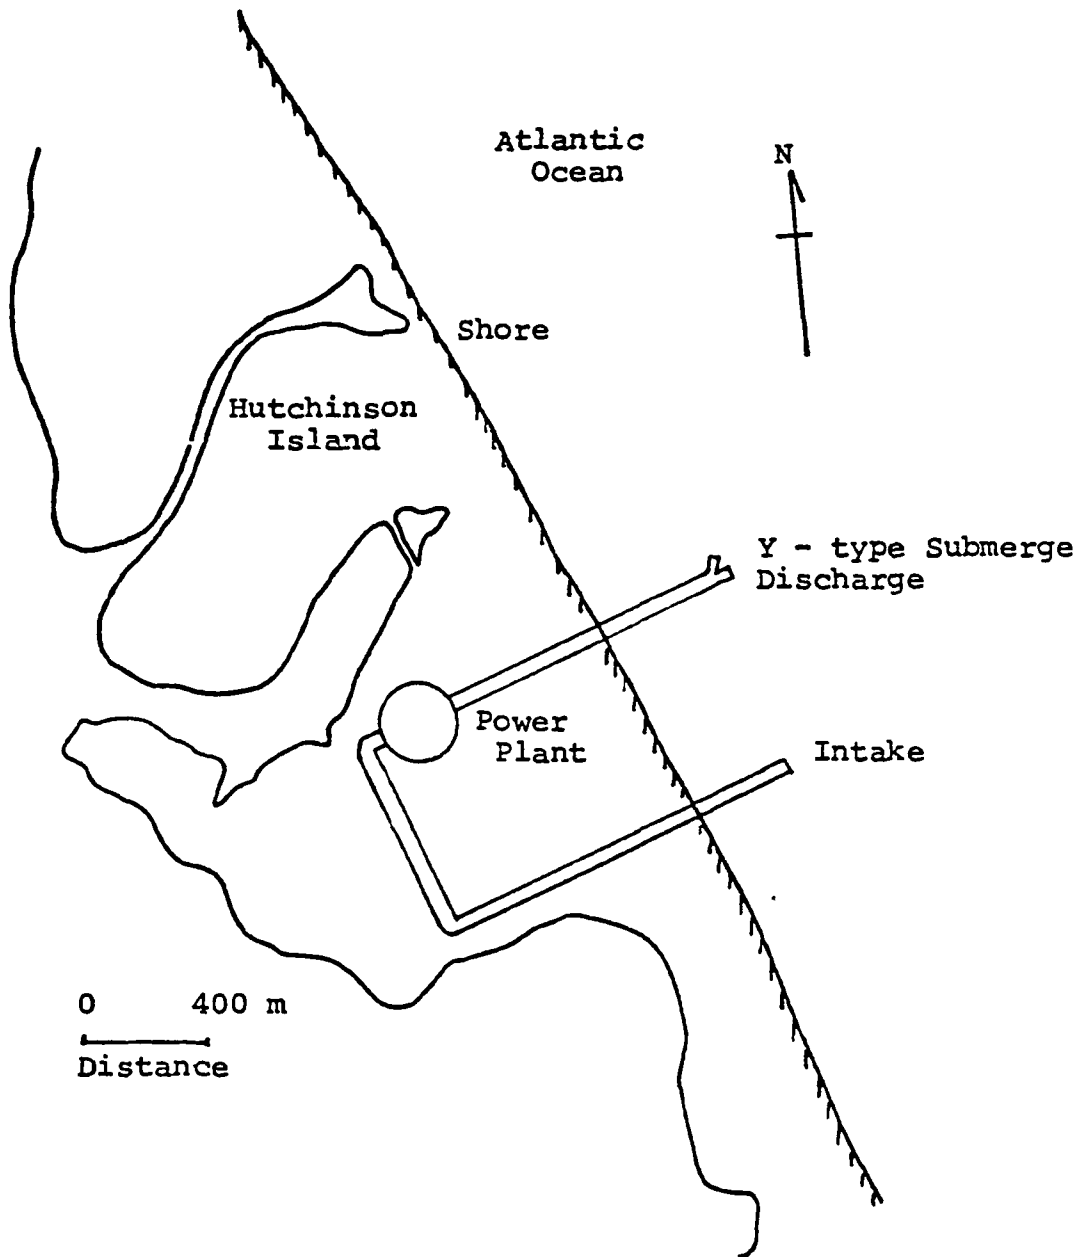 Atlantic
Ocean
N
Shore
Hutchinson
Island
Y - type Submerge
Discharge
Power
Plant
Intake
0 400 m
Distance